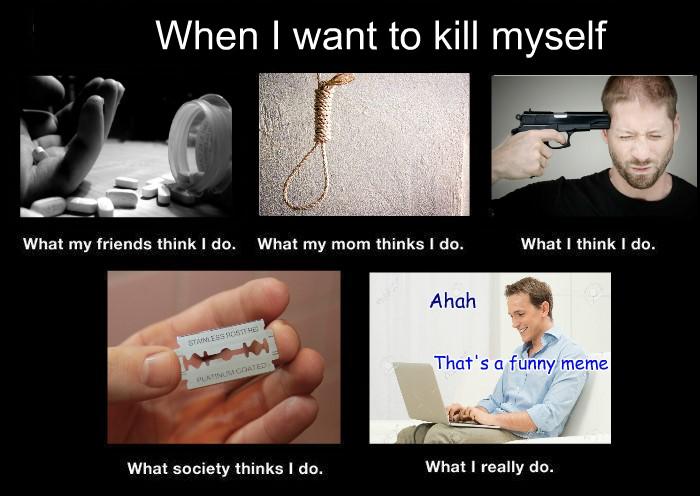 When I want to kill myself
What my friends think I do.
What my mom thinks I do.
What I think I do.
STAINLESS
PLATINUM COATED
Ahah
That's a funny meme
What society thinks I do.
What I really do.